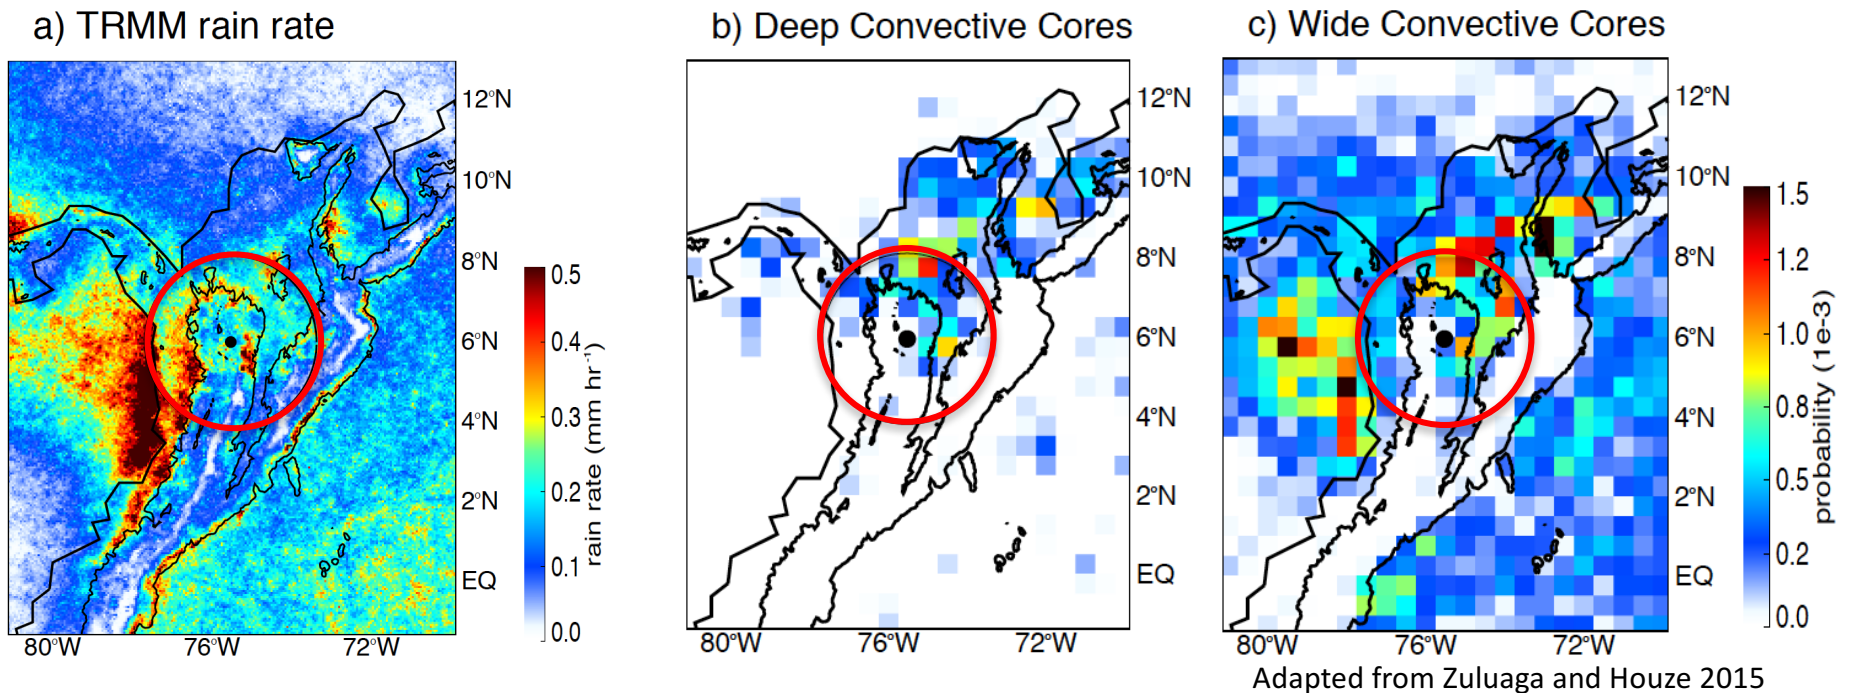 a) TRMM rain rate
12°N
10°N
8°N
6°N
4°N
2°N
EQ
80°W 76°W 72°W
0.5
0.4
0.3
0.2
0.1
0.0
rain rate (mm hr⁻¹)
b) Deep Convective Cores
12°N
10°N
8°N
6°N
4°N
2°N
EQ
80°W 76°W 72°W
c) Wide Convective Cores
12°N
10°N
8°N
6°N
4°N
2°N
EQ
80°W 76°W 72°W
1.5
1.2
1.0
0.8
0.5
0.2
0.0
probability (1e-3)
Adapted from Zuluaga and Houze 2015